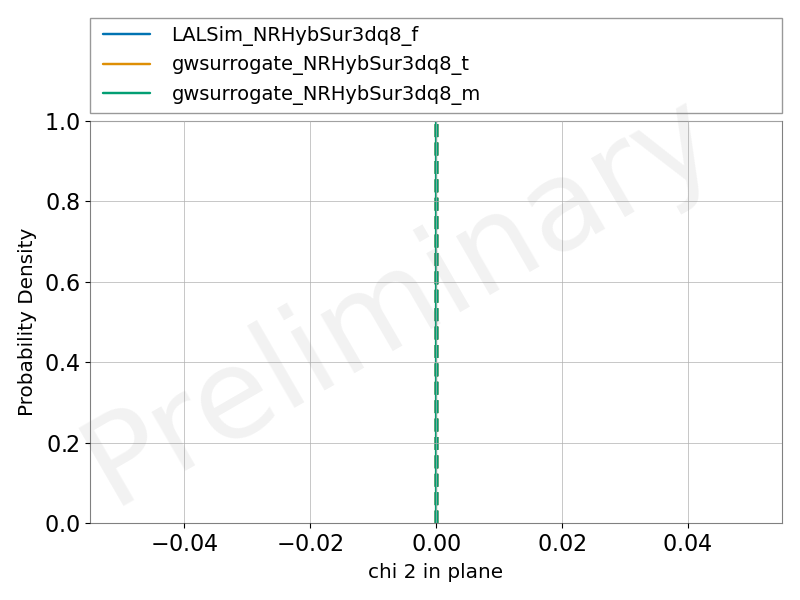 LALSim_NRHybSur3dq8_f
gwsurrogate_NRHybSur3dq8_t
gwsurrogate_NRHybSur3dq8_m
1.0
0.8
0.6
0.4
0.2
0.0
Probability Density
−0.04 −0.02 0.00 0.02 0.04
chi 2 in plane
Preliminary